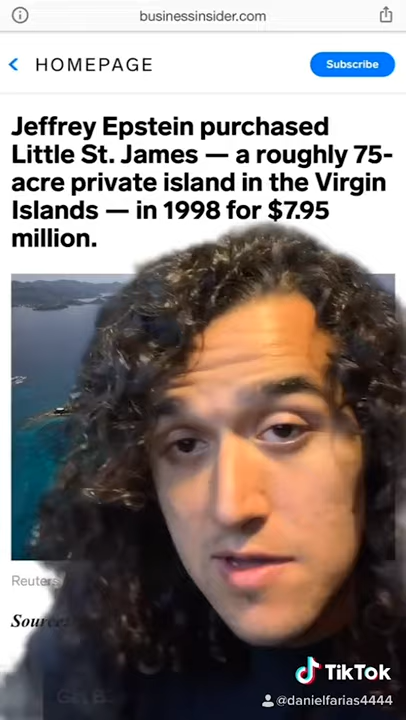 businessinsider.com
HOMEPAGE
Subscribe
Jeffrey Epstein purchased
Little St. James — a roughly 75-
acre private island in the Virgin
Islands — in 1998 for $7.95
million.
Reuters
Source:
TikTok
@danielfarias4444